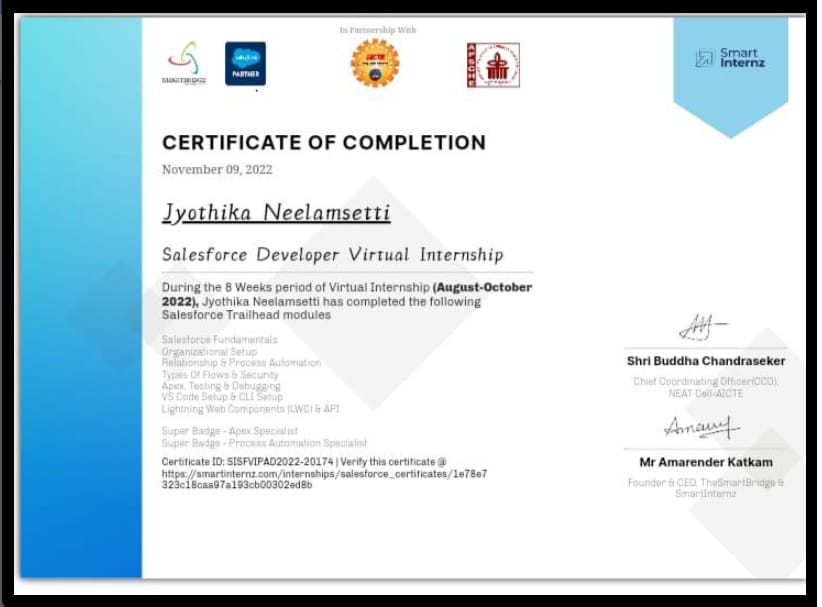 In Partnership With
SMARTBRIDGE
PARTNER
AICTE
APSCHE
Smart
Internz
CERTIFICATE OF COMPLETION
November 09, 2022
Jyothika Neelamsetti
Salesforce Developer Virtual Internship
During the 8 Weeks period of Virtual Internship (August-October
2022), Jyothika Neelamsetti has completed the following
Salesforce Trailhead modules
Salesforce Fundamentals
Organizational Setup
Relationship & Process Automation
Types Of Flows & Security
Apex, Testing & Debugging
VS Code Setup & CLI Setup
Lightning Web Components (LWC) & API
Super Badge - Apex Specialist
Super Badge - Process Automation Specialist
Certificate ID: SISFVIPAD2022-20174 | Verify this certificate @
https://smartinternz.com/internships/salesforce_certificates/1e78e7
323c18caa97a193cb00302ed8b
Shri Buddha Chandraseker
Chief Coordinating Officer(CCO),
NEAT Cell-AICTE
Mr Amarender Katkam
Founder & CEO, TheSmartBridge &
SmartInternz